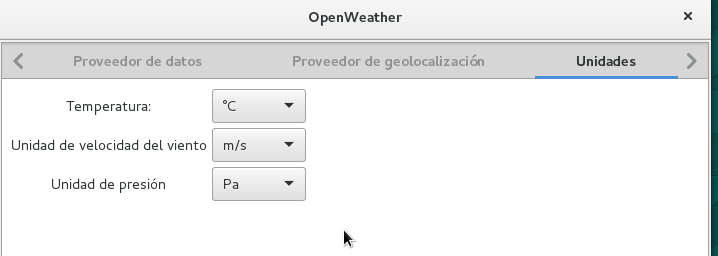 OpenWeather
Proveedor de datos Proveedor de geolocalización Unidades
Temperatura: °C
Unidad de velocidad del viento m/s
Unidad de presión Pa